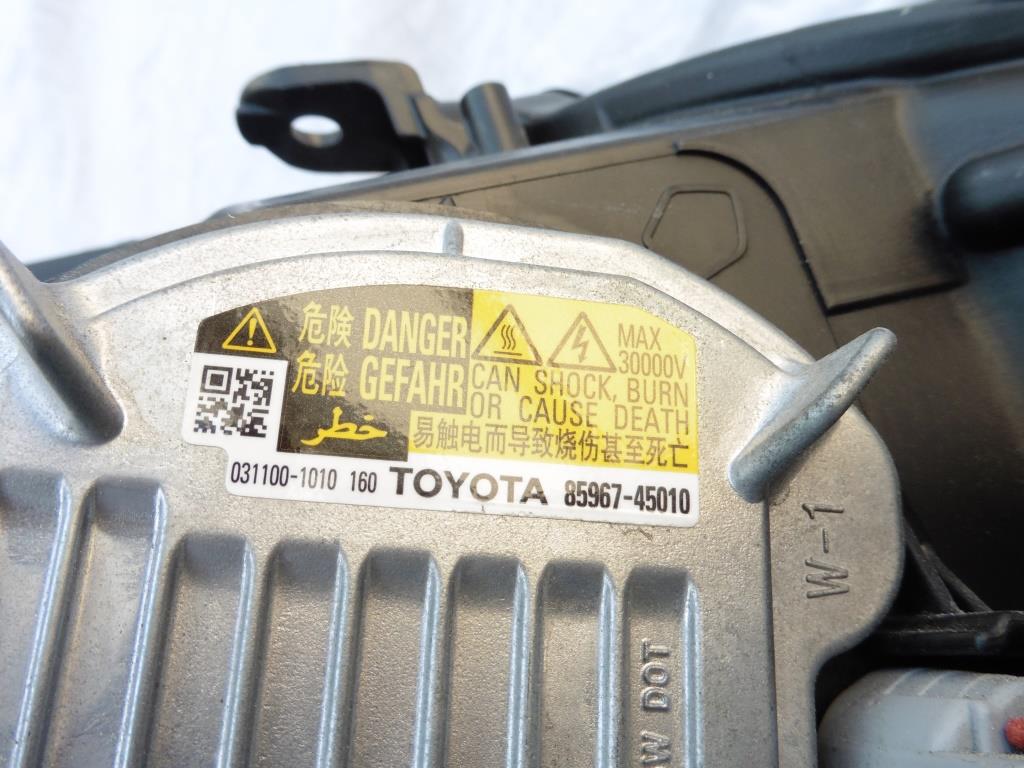 危険 DANGER
危险 GEFAHR
خطر
MAX
30000V
CAN SHOCK, BURN
OR CAUSE DEATH
易触电而导致烧伤甚至死亡
031100-1010 160 TOYOTA 85967-45010
W-1
W DOT